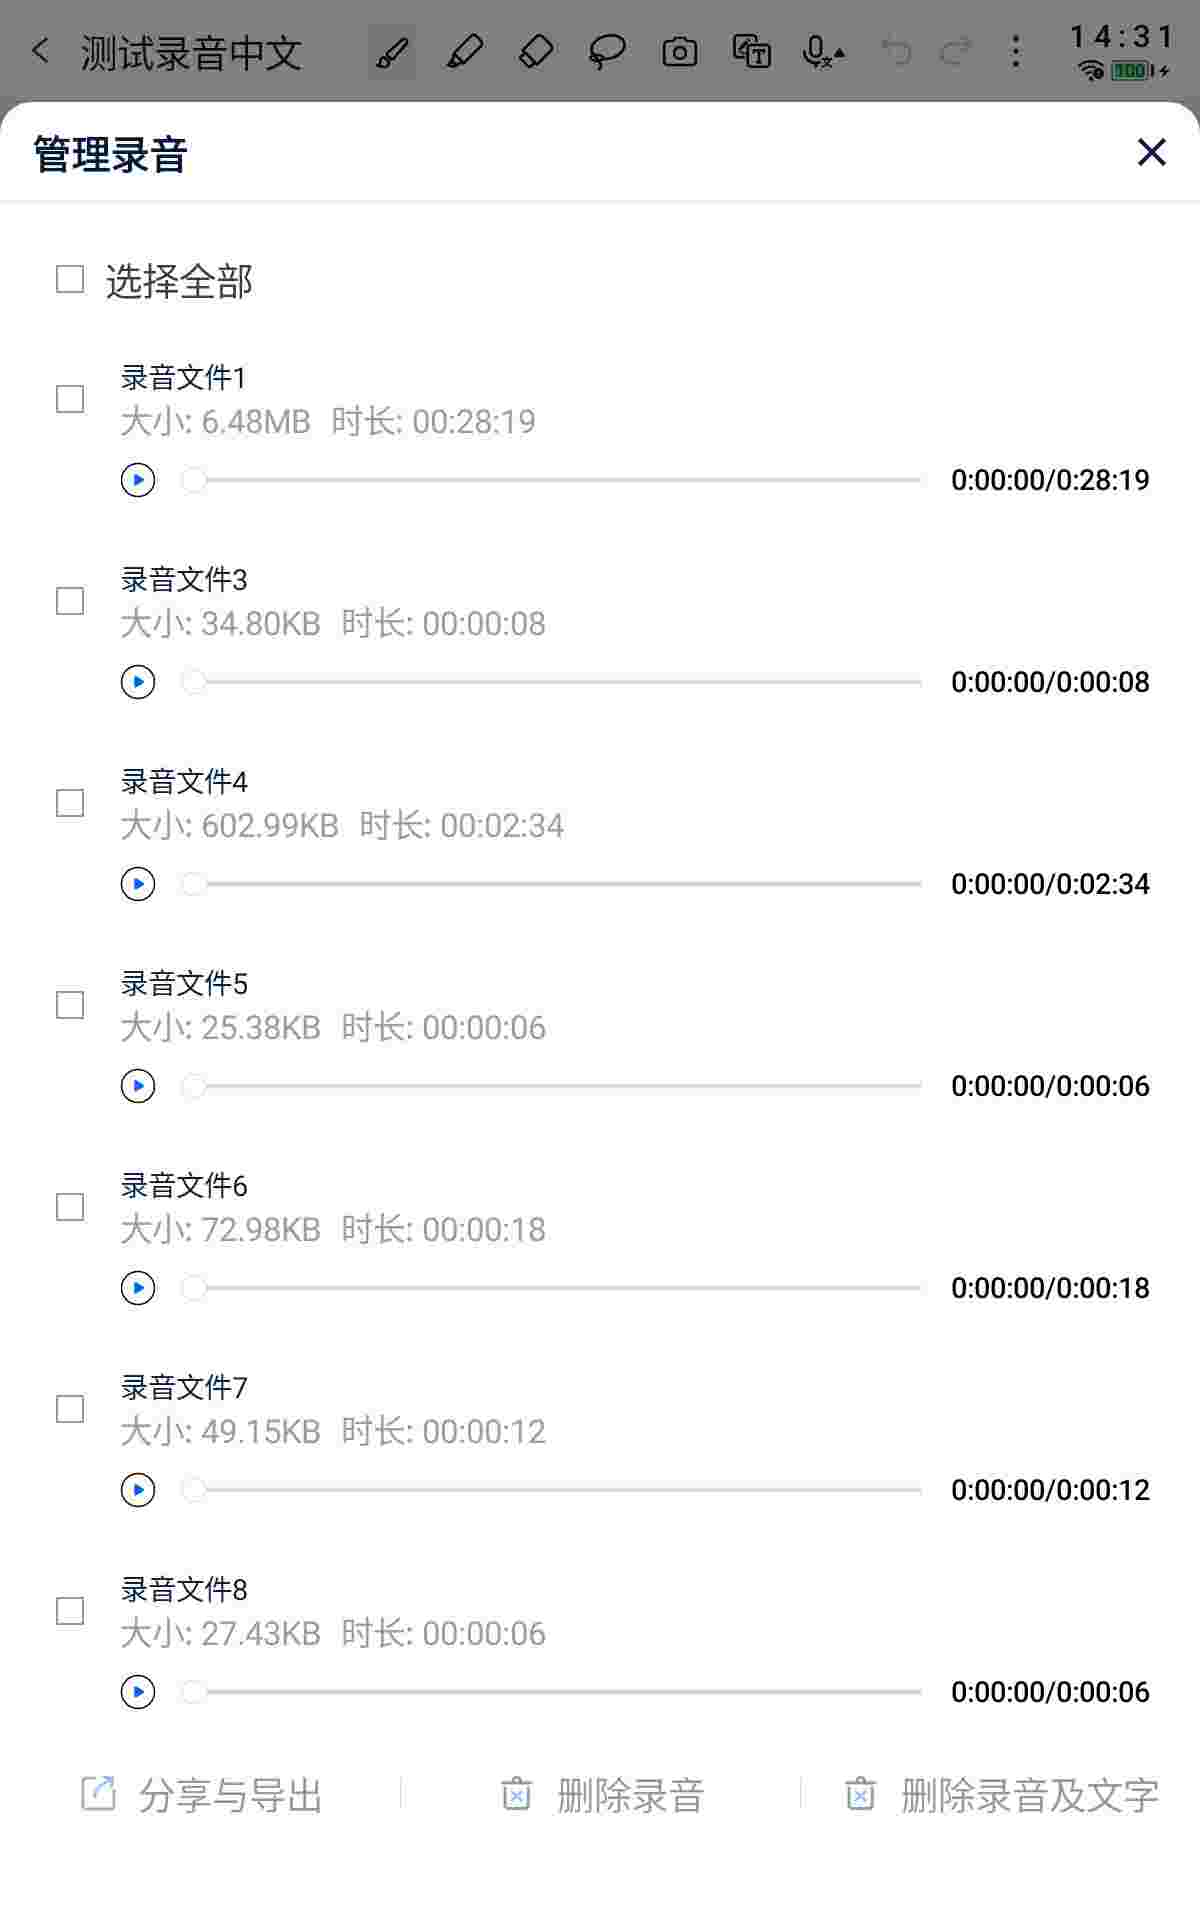 测试录音中文
14:31
100
管理录音
选择全部
录音文件1
大小: 6.48MB 时长: 00:28:19
0:00:00/0:28:19
录音文件3
大小: 34.80KB 时长: 00:00:08
0:00:00/0:00:08
录音文件4
大小: 602.99KB 时长: 00:02:34
0:00:00/0:02:34
录音文件5
大小: 25.38KB 时长: 00:00:06
0:00:00/0:00:06
录音文件6
大小: 72.98KB 时长: 00:00:18
0:00:00/0:00:18
录音文件7
大小: 49.15KB 时长: 00:00:12
0:00:00/0:00:12
录音文件8
大小: 27.43KB 时长: 00:00:06
0:00:00/0:00:06
分享与导出 删除录音 删除录音及文字